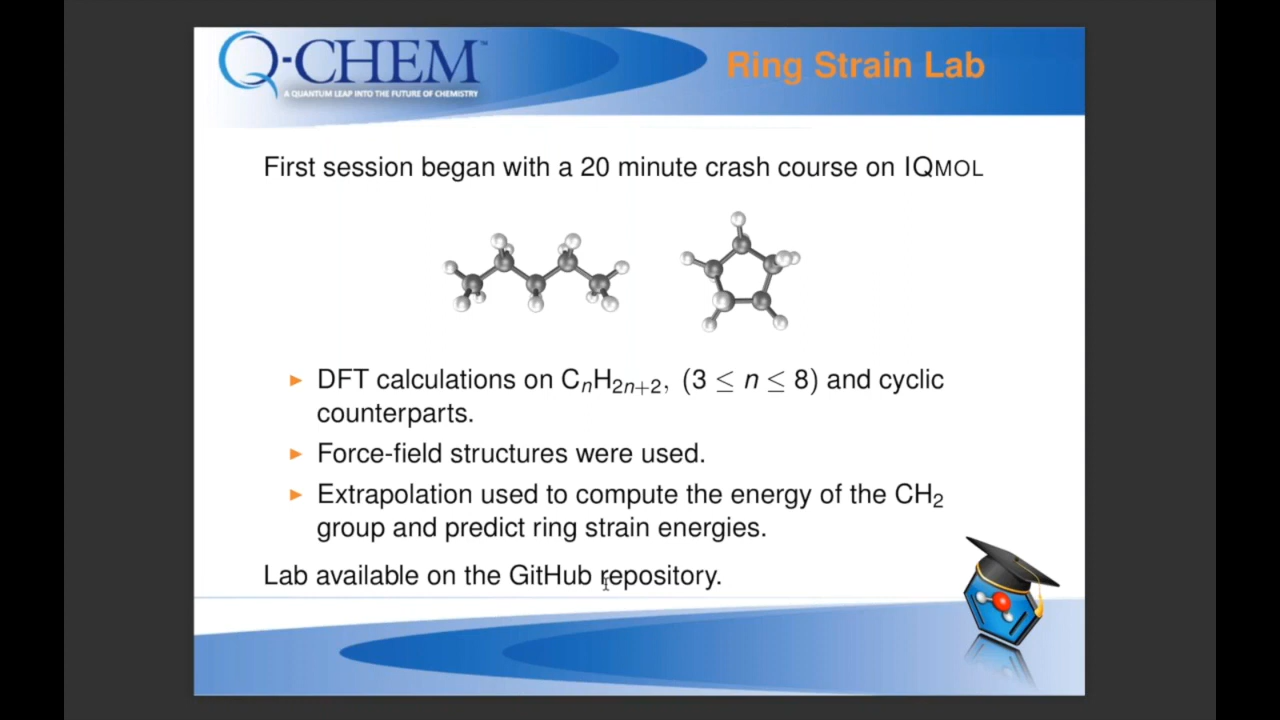 Q-CHEM™
A QUANTUM LEAP INTO THE FUTURE OF CHEMISTRY
Ring Strain Lab
First session began with a 20 minute crash course on IQMOL
► DFT calculations on CₙH₂ₙ₊₂, (3 ≤ n ≤ 8) and cyclic
counterparts.
► Force-field structures were used.
► Extrapolation used to compute the energy of the CH₂
group and predict ring strain energies.
Lab available on the GitHub repository.